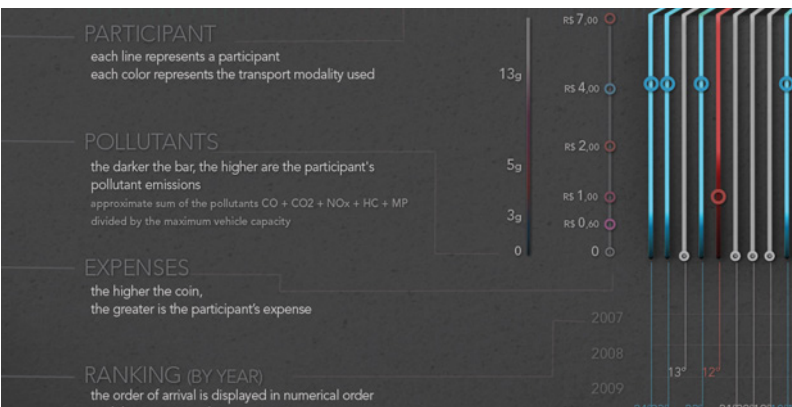 PARTICIPANT
each line represents a participant
each color represents the transport modality used
POLLUTANTS
the darker the bar, the higher are the participant's
pollutant emissions
approximate sum of the pollutants CO + CO2 + NOx + HC + MP
divided by the maximum vehicle capacity
EXPENSES
the higher the coin,
the greater is the participant's expense
RANKING (BY YEAR)
the order of arrival is displayed in numerical order
13g
5g
3g
0
R$ 7,00
R$ 4,00
R$ 2,00
R$ 1,00
R$ 0,60
0
2007
2008
2009
13º
12º